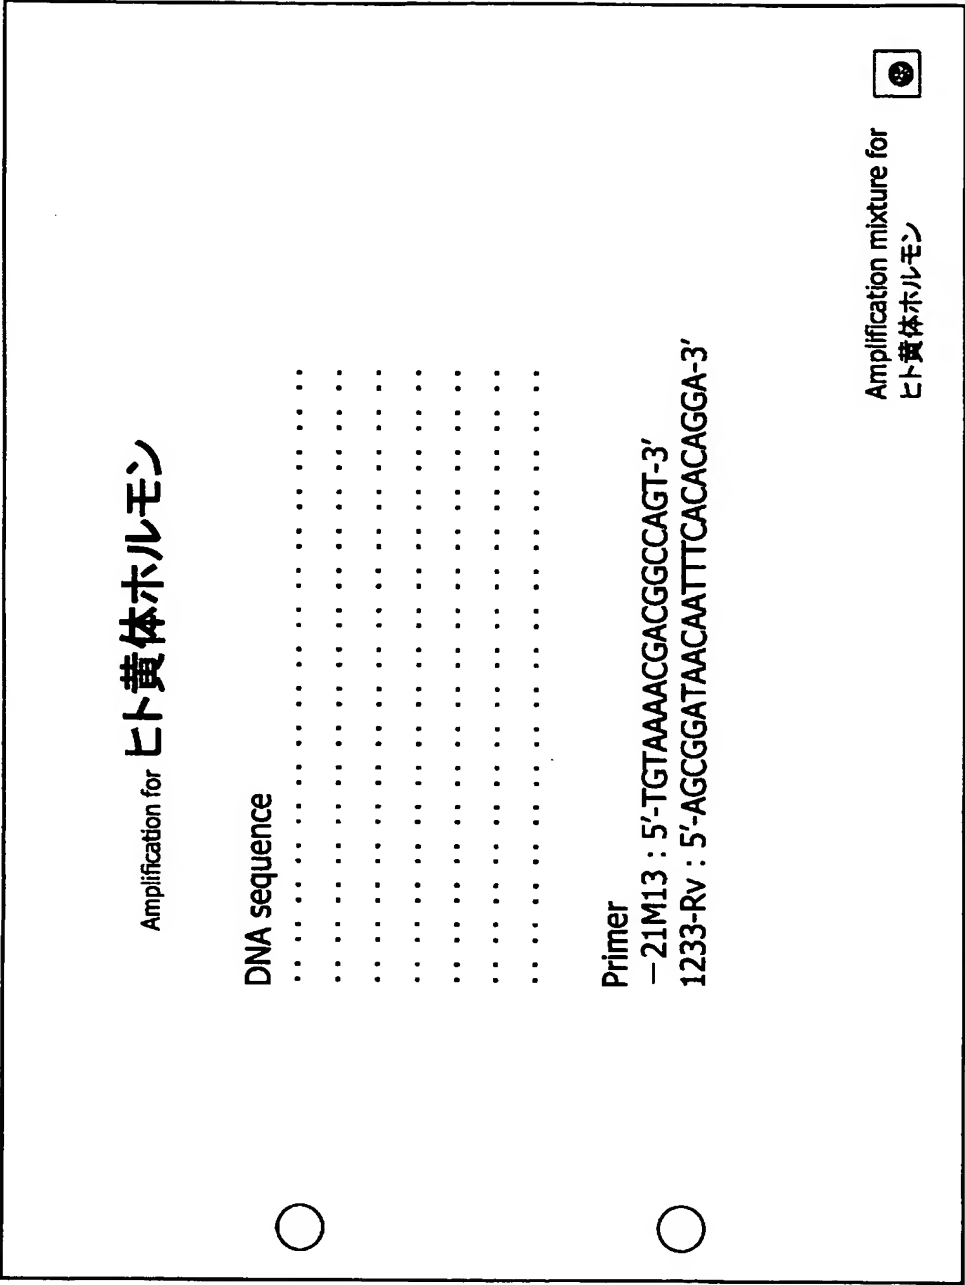 Amplification for ヒト黄体ホルモン
DNA sequence
Primer
−21M13 : 5′-TGTAAAACGACGGCCAGT-3′
1233-Rv : 5′-AGCGGATAACAATTTCACACAGGA-3′
Amplification mixture for
ヒト黄体ホルモン